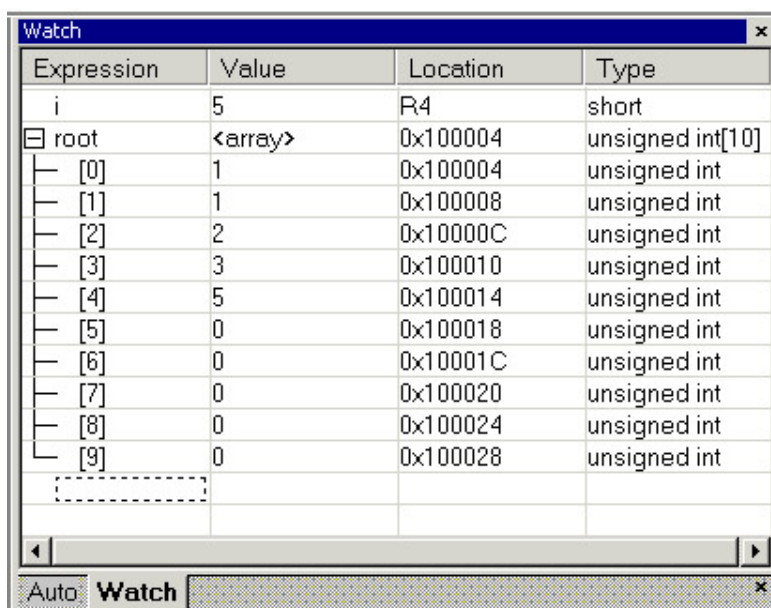 Watch
Expression Value Location Type
i 5 R4 short
root <array> 0x100004 unsigned int[10]
[0] 1 0x100004 unsigned int
[1] 1 0x100008 unsigned int
[2] 2 0x10000C unsigned int
[3] 3 0x100010 unsigned int
[4] 5 0x100014 unsigned int
[5] 0 0x100018 unsigned int
[6] 0 0x10001C unsigned int
[7] 0 0x100020 unsigned int
[8] 0 0x100024 unsigned int
[9] 0 0x100028 unsigned int
Auto Watch